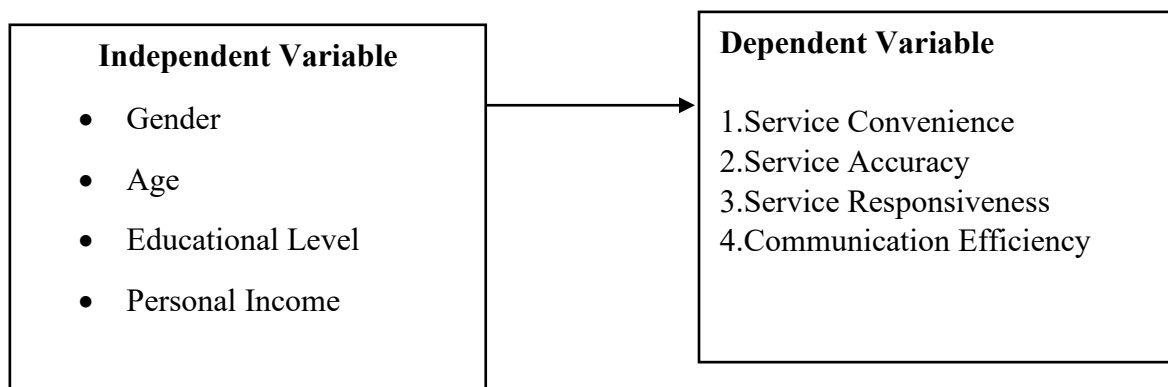 Independent Variable
• Gender
• Age
• Educational Level
• Personal Income
Dependent Variable
1.Service Convenience
2.Service Accuracy
3.Service Responsiveness
4.Communication Efficiency